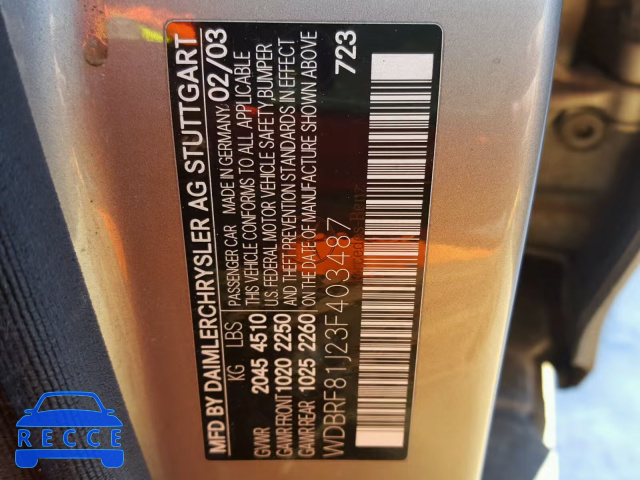 MFD BY DAIMLERCHRYSLER AG STUTTGART
KG LBS PASSENGER CAR MADE IN GERMANY 02/03
GVWR 2045 4510 THIS VEHICLE CONFORMS TO ALL APPLICABLE
U.S. FEDERAL MOTOR VEHICLE SAFETY, BUMPER
GAWR FRONT 1020 2250 AND THEFT PREVENTION STANDARDS IN EFFECT
GAWR REAR 1025 2260 ON THE DATE OF MANUFACTURE SHOWN ABOVE
WDBRF81J23F403487 723
Mercedes-Benz
RECCE